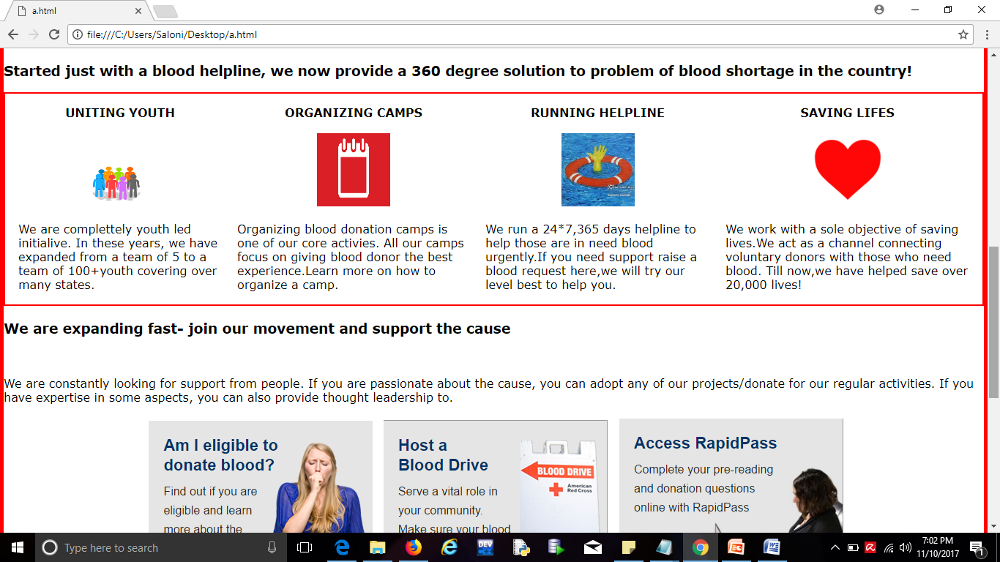 a.html
file:///C:/Users/Saloni/Desktop/a.html
Started just with a blood helpline, we now provide a 360 degree solution to problem of blood shortage in the country!
UNITING YOUTH
We are complettely youth led
initialive. In these years, we have
expanded from a team of 5 to a
team of 100+youth covering over
many states.
ORGANIZING CAMPS
Organizing blood donation camps is
one of our core activies. All our camps
focus on giving blood donor the best
experience.Learn more on how to
organize a camp.
RUNNING HELPLINE
We run a 24*7,365 days helpline to
help those are in need blood
urgently.If you need support raise a
blood request here,we will try our
level best to help you.
SAVING LIFES
We work with a sole objective of saving
lives.We act as a channel connecting
voluntary donors with those who need
blood. Till now,we have helped save over
20,000 lives!
We are expanding fast- join our movement and support the cause
We are constantly looking for support from people. If you are passionate about the cause, you can adopt any of our projects/donate for our regular activities. If you
have expertise in some aspects, you can also provide thought leadership to.
Am I eligible to
donate blood?
Find out if you are
eligible and learn
more about the
Host a
Blood Drive
Serve a vital role in
your community.
Make sure your blood
BLOOD DRIVE
American
Red Cross
Access RapidPass
Complete your pre-reading
and donation questions
online with RapidPass
Type here to search
DEV
7:02 PM
11/10/2017
1